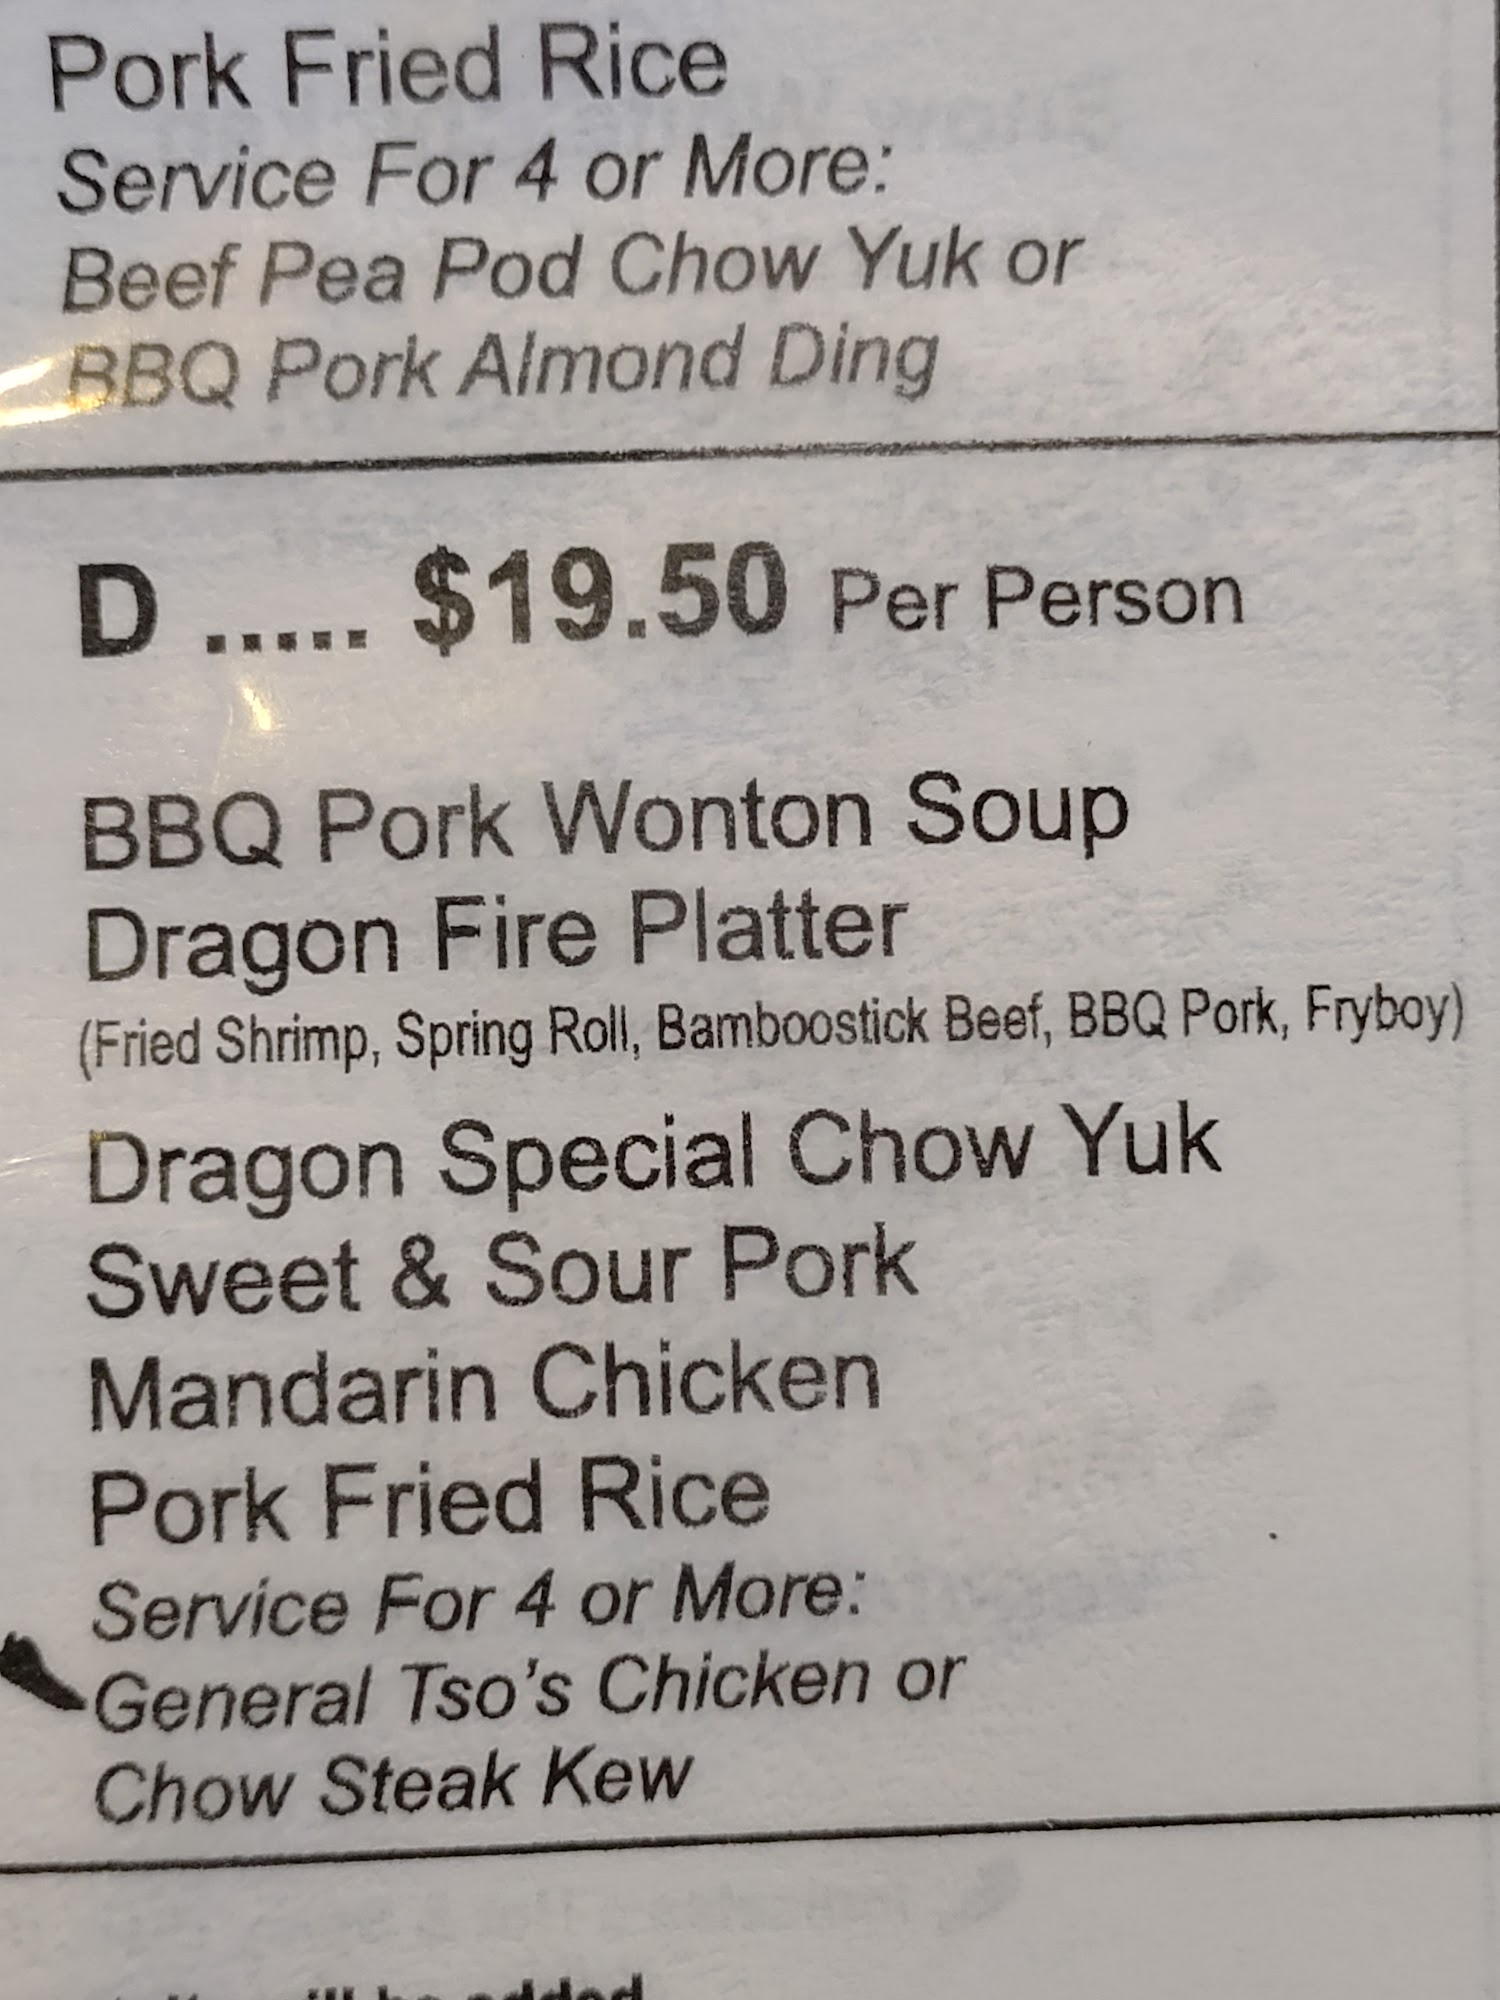 Pork Fried Rice
Service For 4 or More:
Beef Pea Pod Chow Yuk or
BBQ Pork Almond Ding
D ..... $19.50 Per Person
BBQ Pork Wonton Soup
Dragon Fire Platter
(Fried Shrimp, Spring Roll, Bamboostick Beef, BBQ Pork, Fryboy)
Dragon Special Chow Yuk
Sweet & Sour Pork
Mandarin Chicken
Pork Fried Rice
Service For 4 or More:
General Tso's Chicken or
Chow Steak Kew
will be added